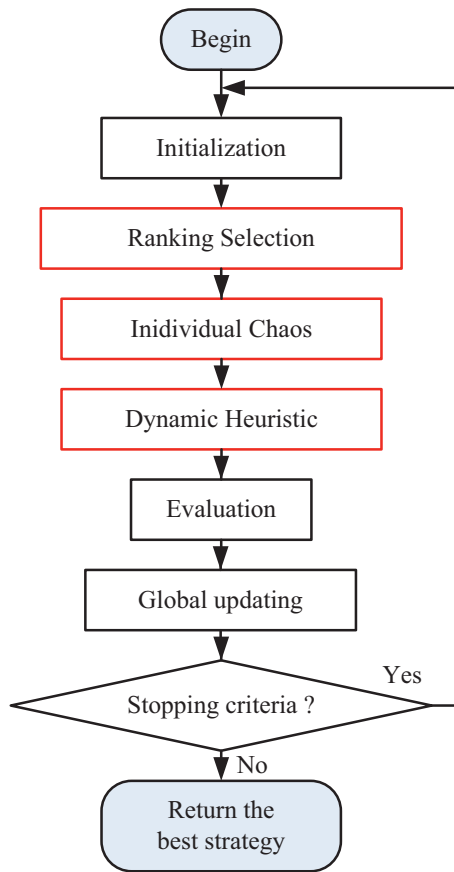 Begin
Initialization
Ranking Selection
Inidividual Chaos
Dynamic Heuristic
Evaluation
Global updating
Yes
Stopping criteria ?
No
Return the
best strategy